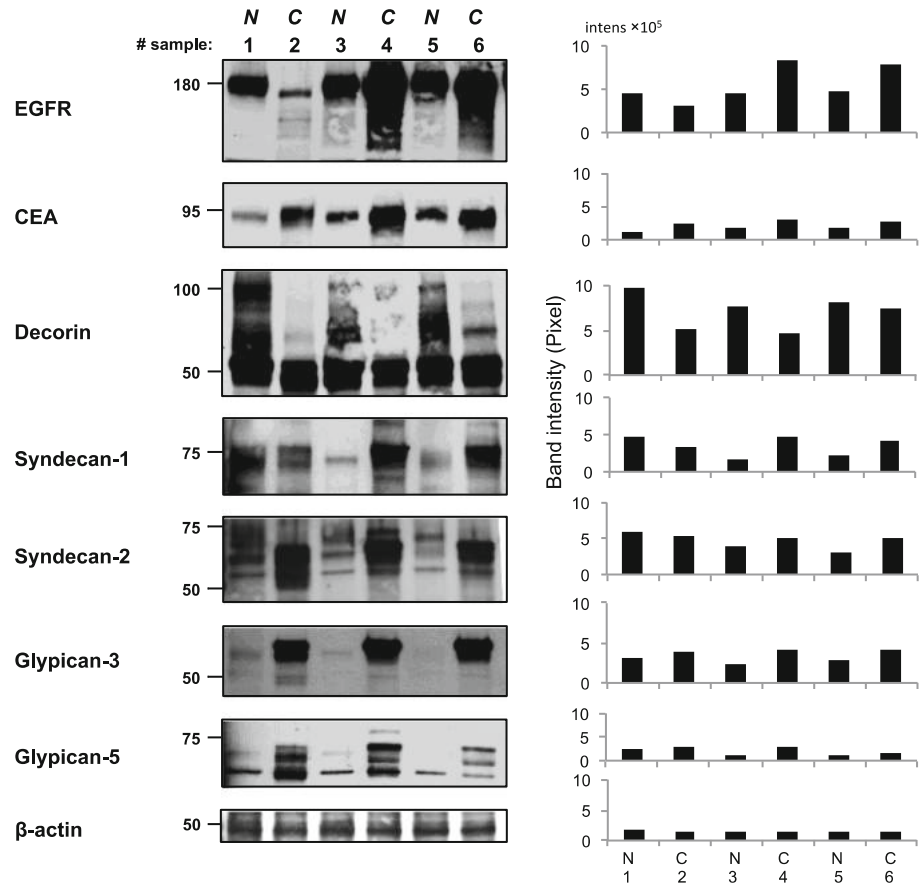 N C N C N C
# sample: 1 2 3 4 5 6
EGFR 180
CEA 95
Decorin 100
50
Syndecan-1 75
Syndecan-2 75
50
Glypican-3 50
Glypican-5 75
β-actin 50
intens ×10⁵
Band intensity (Pixel)
10
5
0
10
5
0
10
5
0
10
5
0
10
5
0
10
5
0
10
5
0
10
5
0
N C N C N C
1 2 3 4 5 6